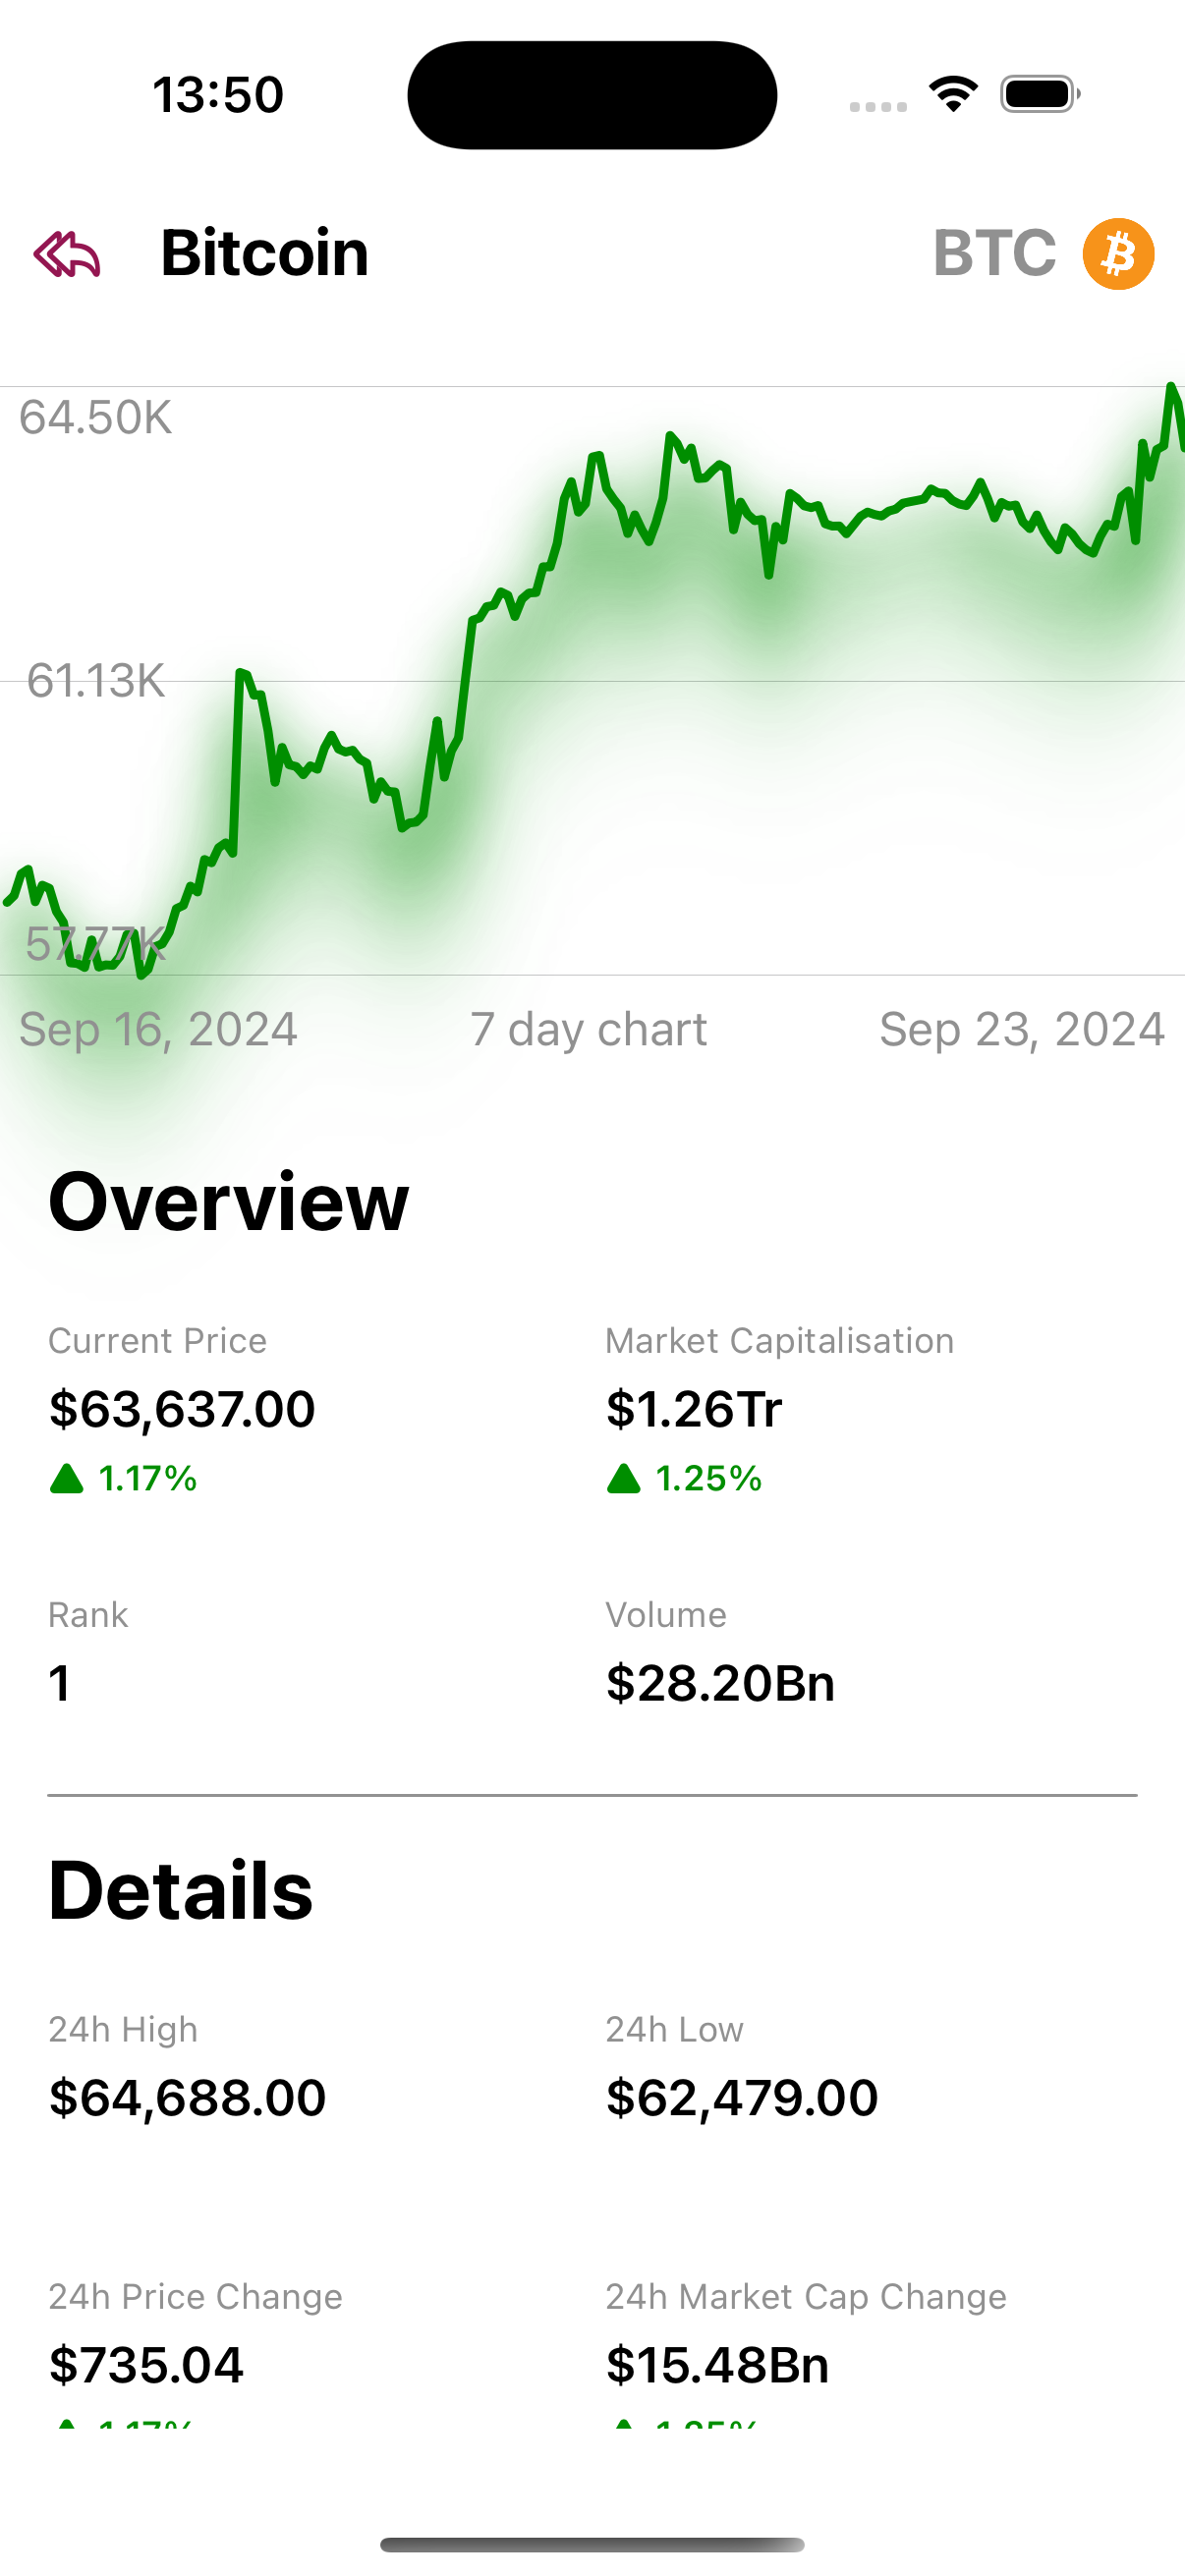 13:50
Bitcoin
BTC
64.50K
61.13K
57.77K
Sep 16, 2024 7 day chart Sep 23, 2024
Overview
Current Price Market Capitalisation
$63,637.00 $1.26Tr
1.17% 1.25%
Rank Volume
1 $28.20Bn
Details
24h High 24h Low
$64,688.00 $62,479.00
24h Price Change 24h Market Cap Change
$735.04 $15.48Bn
1.17%